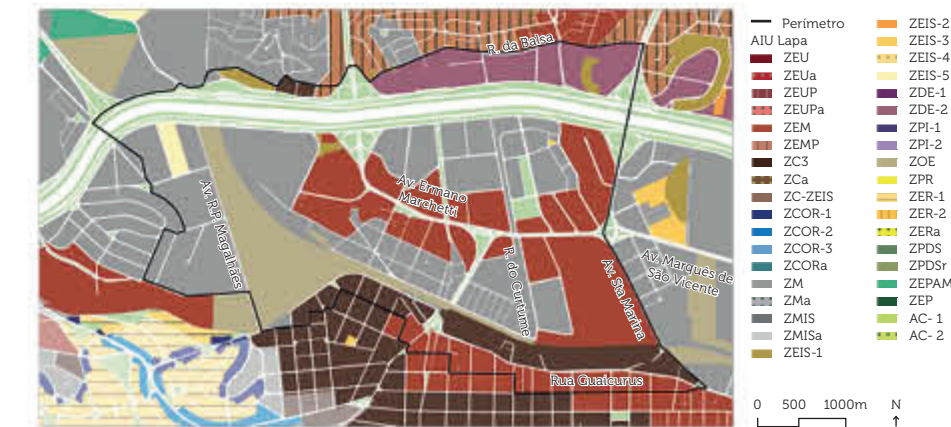 R. da Balsa
Av. R.P. Magalhães
Av. Ermano
Marchetti
R. do Curtume
Av. Sta Marina
Av. Marquês de
São Vicente
Rua Guaicurus
Perímetro
AIU Lapa
ZEU
ZEUa
ZEUP
ZEUPa
ZEM
ZEMP
ZC3
ZCa
ZC-ZEIS
ZCOR-1
ZCOR-2
ZCOR-3
ZCORa
ZM
ZMa
ZMIS
ZMISa
ZEIS-1
ZEIS-2
ZEIS-3
ZEIS-4
ZEIS-5
ZDE-1
ZDE-2
ZPI-1
ZPI-2
ZOE
ZPR
ZER-1
ZER-2
ZERa
ZPDS
ZPDSr
ZEPAM
ZEP
AC- 1
AC- 2
0 500 1000m N